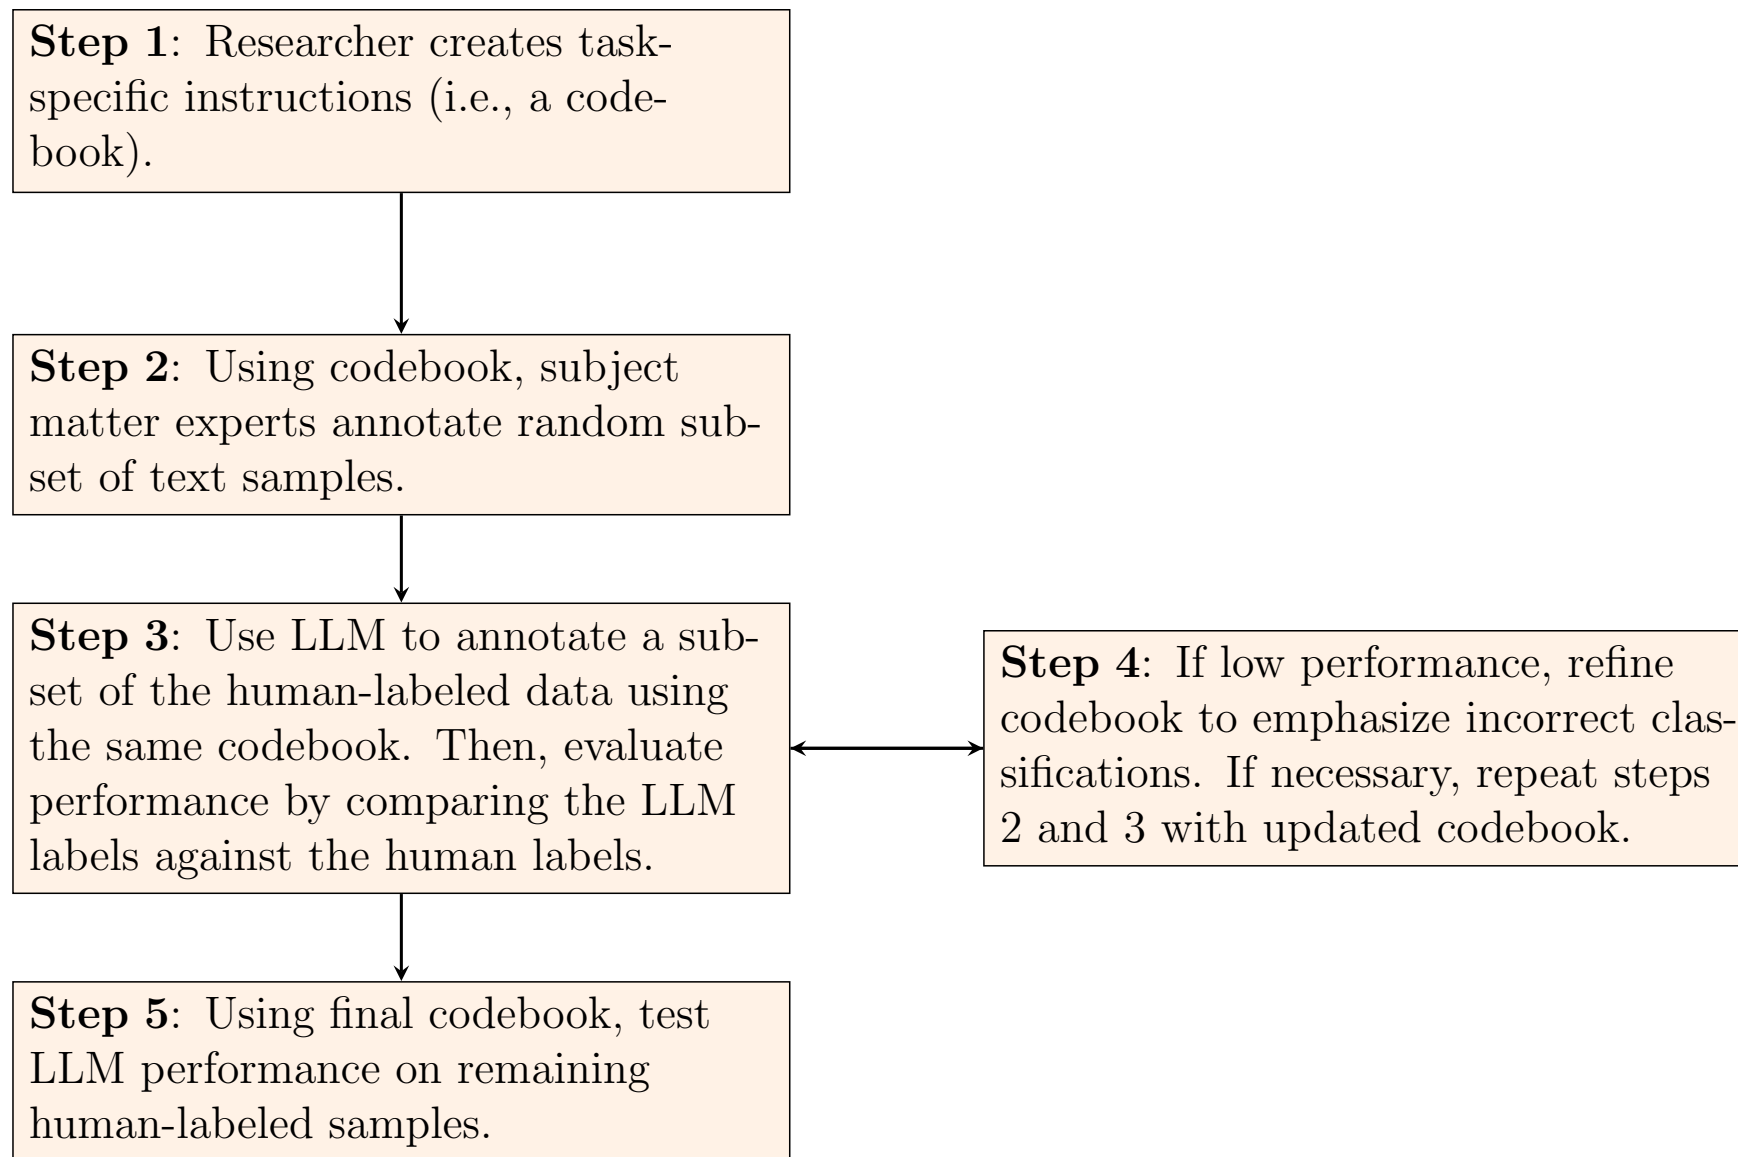 Step 1: Researcher creates task-
specific instructions (i.e., a code-
book).
Step 2: Using codebook, subject
matter experts annotate random sub-
set of text samples.
Step 3: Use LLM to annotate a sub-
set of the human-labeled data using
the same codebook. Then, evaluate
performance by comparing the LLM
labels against the human labels.
Step 4: If low performance, refine
codebook to emphasize incorrect clas-
sifications. If necessary, repeat steps
2 and 3 with updated codebook.
Step 5: Using final codebook, test
LLM performance on remaining
human-labeled samples.